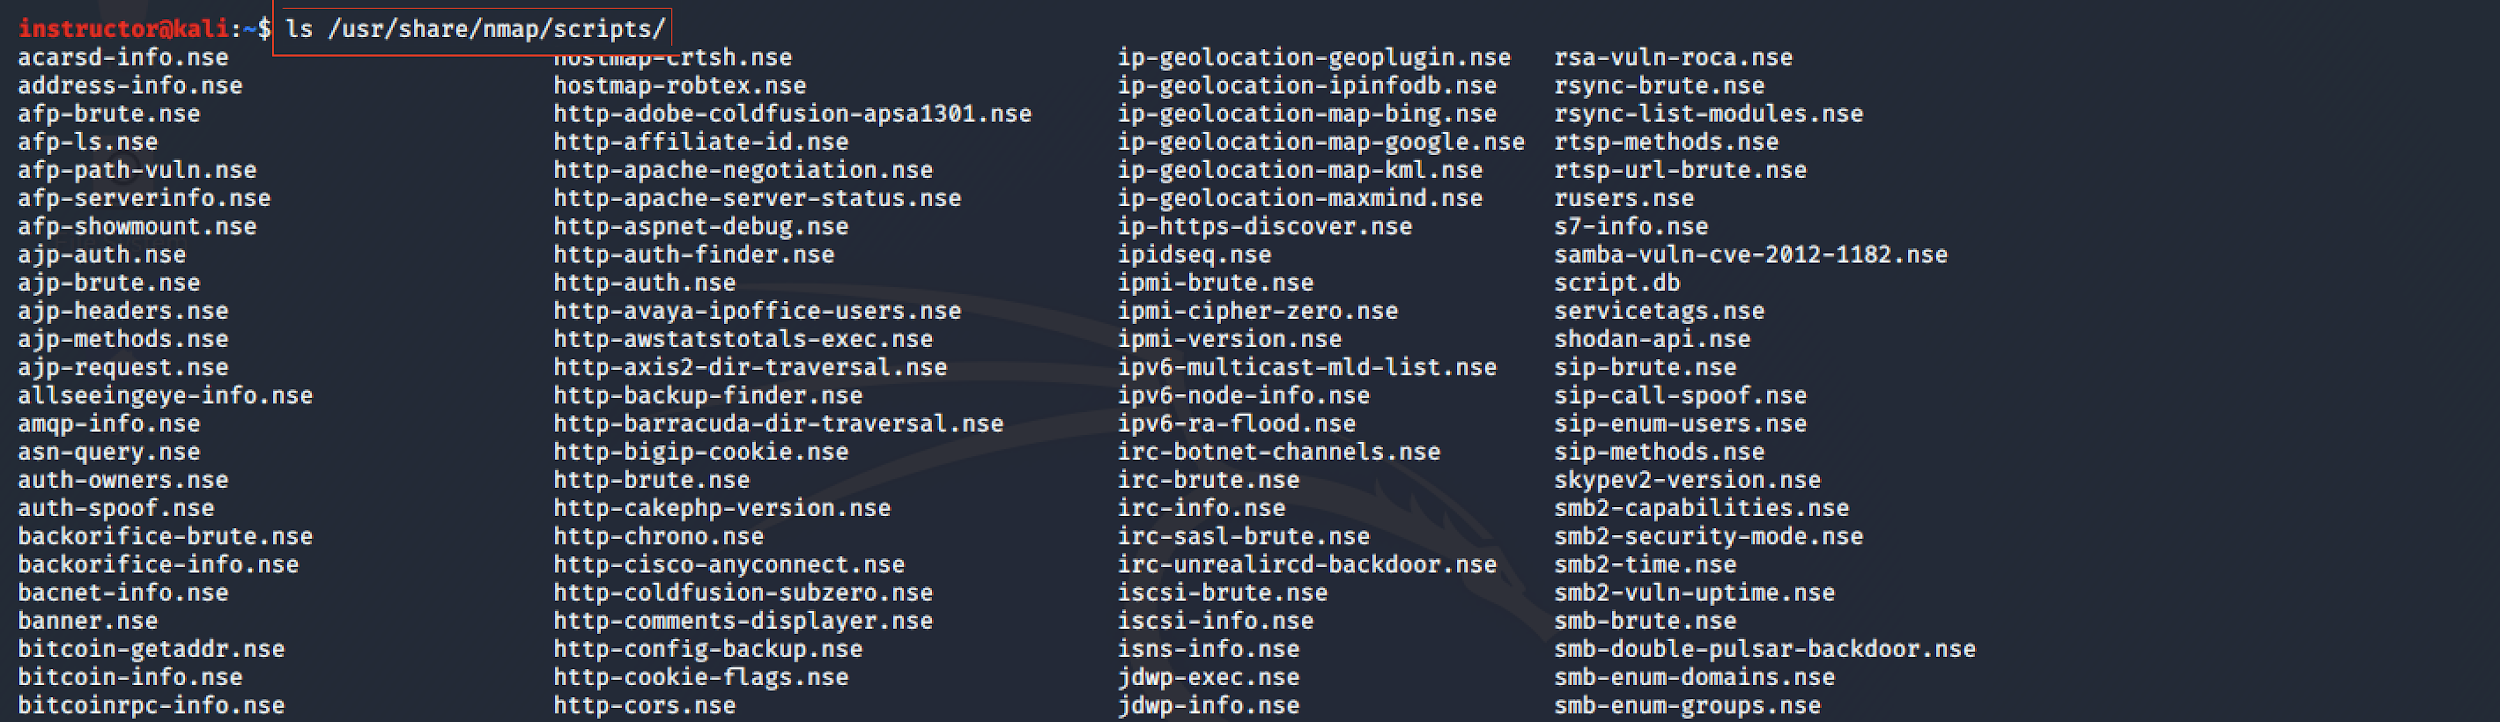 instructor@kali:~$ ls /usr/share/nmap/scripts/
acarsd-info.nse hostmap-crtsh.nse ip-geolocation-geoplugin.nse rsa-vuln-roca.nse
address-info.nse hostmap-robtex.nse ip-geolocation-ipinfodb.nse rsync-brute.nse
afp-brute.nse http-adobe-coldfusion-apsa1301.nse ip-geolocation-map-bing.nse rsync-list-modules.nse
afp-ls.nse http-affiliate-id.nse ip-geolocation-map-google.nse rtsp-methods.nse
afp-path-vuln.nse http-apache-negotiation.nse ip-geolocation-map-kml.nse rtsp-url-brute.nse
afp-serverinfo.nse http-apache-server-status.nse ip-geolocation-maxmind.nse rusers.nse
afp-showmount.nse http-aspnet-debug.nse ip-https-discover.nse s7-info.nse
ajp-auth.nse http-auth-finder.nse ipidseq.nse samba-vuln-cve-2012-1182.nse
ajp-brute.nse http-auth.nse ipmi-brute.nse script.db
ajp-headers.nse http-avaya-ipoffice-users.nse ipmi-cipher-zero.nse servicetags.nse
ajp-methods.nse http-awstatstotals-exec.nse ipmi-version.nse shodan-api.nse
ajp-request.nse http-axis2-dir-traversal.nse ipv6-multicast-mld-list.nse sip-brute.nse
allseeingeye-info.nse http-backup-finder.nse ipv6-node-info.nse sip-call-spoof.nse
amqp-info.nse http-barracuda-dir-traversal.nse ipv6-ra-flood.nse sip-enum-users.nse
asn-query.nse http-bigip-cookie.nse irc-botnet-channels.nse sip-methods.nse
auth-owners.nse http-brute.nse irc-brute.nse skypev2-version.nse
auth-spoof.nse http-cakephp-version.nse irc-info.nse smb2-capabilities.nse
backorifice-brute.nse http-chrono.nse irc-sasl-brute.nse smb2-security-mode.nse
backorifice-info.nse http-cisco-anyconnect.nse irc-unrealircd-backdoor.nse smb2-time.nse
bacnet-info.nse http-coldfusion-subzero.nse iscsi-brute.nse smb2-vuln-uptime.nse
banner.nse http-comments-displayer.nse iscsi-info.nse smb-brute.nse
bitcoin-getaddr.nse http-config-backup.nse isns-info.nse smb-double-pulsar-backdoor.nse
bitcoin-info.nse http-cookie-flags.nse jdwp-exec.nse smb-enum-domains.nse
bitcoinrpc-info.nse http-cors.nse jdwp-info.nse smb-enum-groups.nse